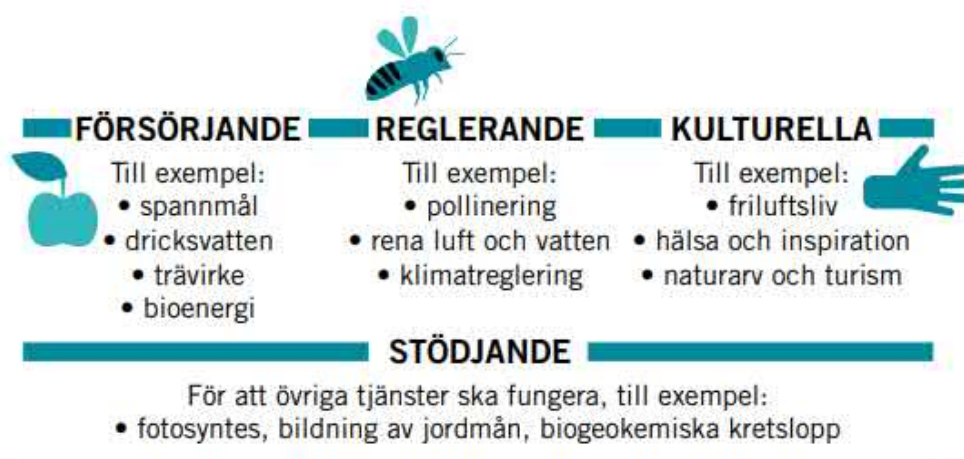 FÖRSÖRJANDE
Till exempel:
• spannmål
• dricksvatten
• trävirke
• bioenergi
REGLERANDE
Till exempel:
• pollinering
• rena luft och vatten
• klimatreglering
KULTURELLA
Till exempel:
• friluftsliv
• hälsa och inspiration
• naturarv och turism
STÖDJANDE
För att övriga tjänster ska fungera, till exempel:
• fotosyntes, bildning av jordmån, biogeokemiska kretslopp